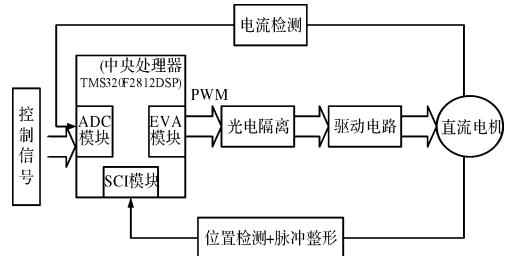 电流检测
(中央处理器
TMS320F2812DSP)
PWM
控制信号
ADC
模块
EVA
模块
光电隔离
驱动电路
直流电机
SCI模块
位置检测+脉冲整形